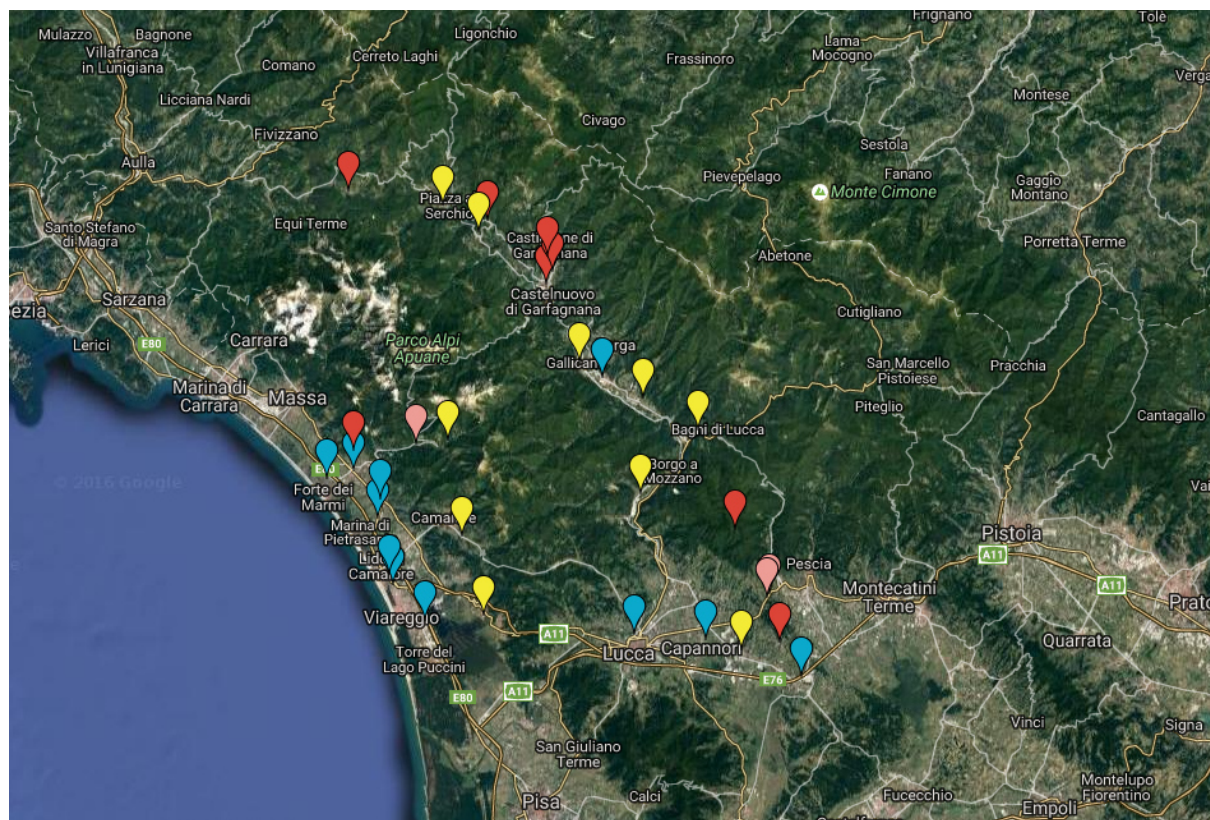 Mulazzo
Bagnone
Ligonchio
Frignano
Tolè
Villafranca
in Lunigiana
Comano
Cerreto Laghi
Frassinoro
Lama
Mocogno
Licciana Nardi
Montese
Fivizzano
Civago
Sestola
Aulla
Pievepelago
Fanano
Monte Cimone
Gaggio
Montano
Equi Terme
Santo Stefano
di Magra
Porretta Terme
Abetone
Sarzana
Castelnuovo
di Garfagnana
Lerici
E80
Carrara
Parco Alpi
Apuane
Cutigliano
San Marcello
Pistoiese
Pracchia
Marina di
Carrara
Massa
Piteglio
Cantagallo
Bagni di Lucca
Borgo a
Mozzano
© 2016 Google
Forte dei
Marmi
Marina di
Pistoia
A11
Pescia
Montecatini
Terme
A11
Viareggio
A11
Lucca
Capannori
Quarrata
Torre del
Lago Puccini
E76
E80
A11
Vinci
Signa
San Giuliano
Terme
Pisa
Calci
Fucecchio
Montelupo
Fiorentino
Empoli